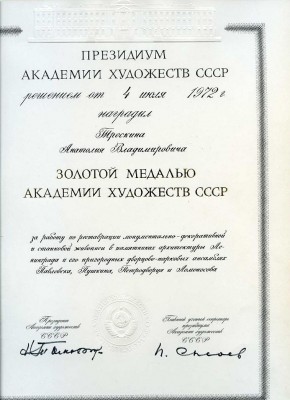 ПРЕЗИДИУМ
АКАДЕМИИ ХУДОЖЕСТВ СССР
решением от 4 июля 1972 г.
наградил
Трескина
Анатолия Владимировича
ЗОЛОТОЙ МЕДАЛЬЮ
АКАДЕМИИ ХУДОЖЕСТВ СССР
за работу по реставрации монументально-декоративной
и станковой живописи в памятниках архитектуры Ле-
нинграда и его пригородных дворцово-парковых ансамблях
Павловска, Пушкина, Петродворца и Ломоносова
Президент
Академии художеств
СССР
Главный ученый секретарь
президиума
Академии художеств
СССР